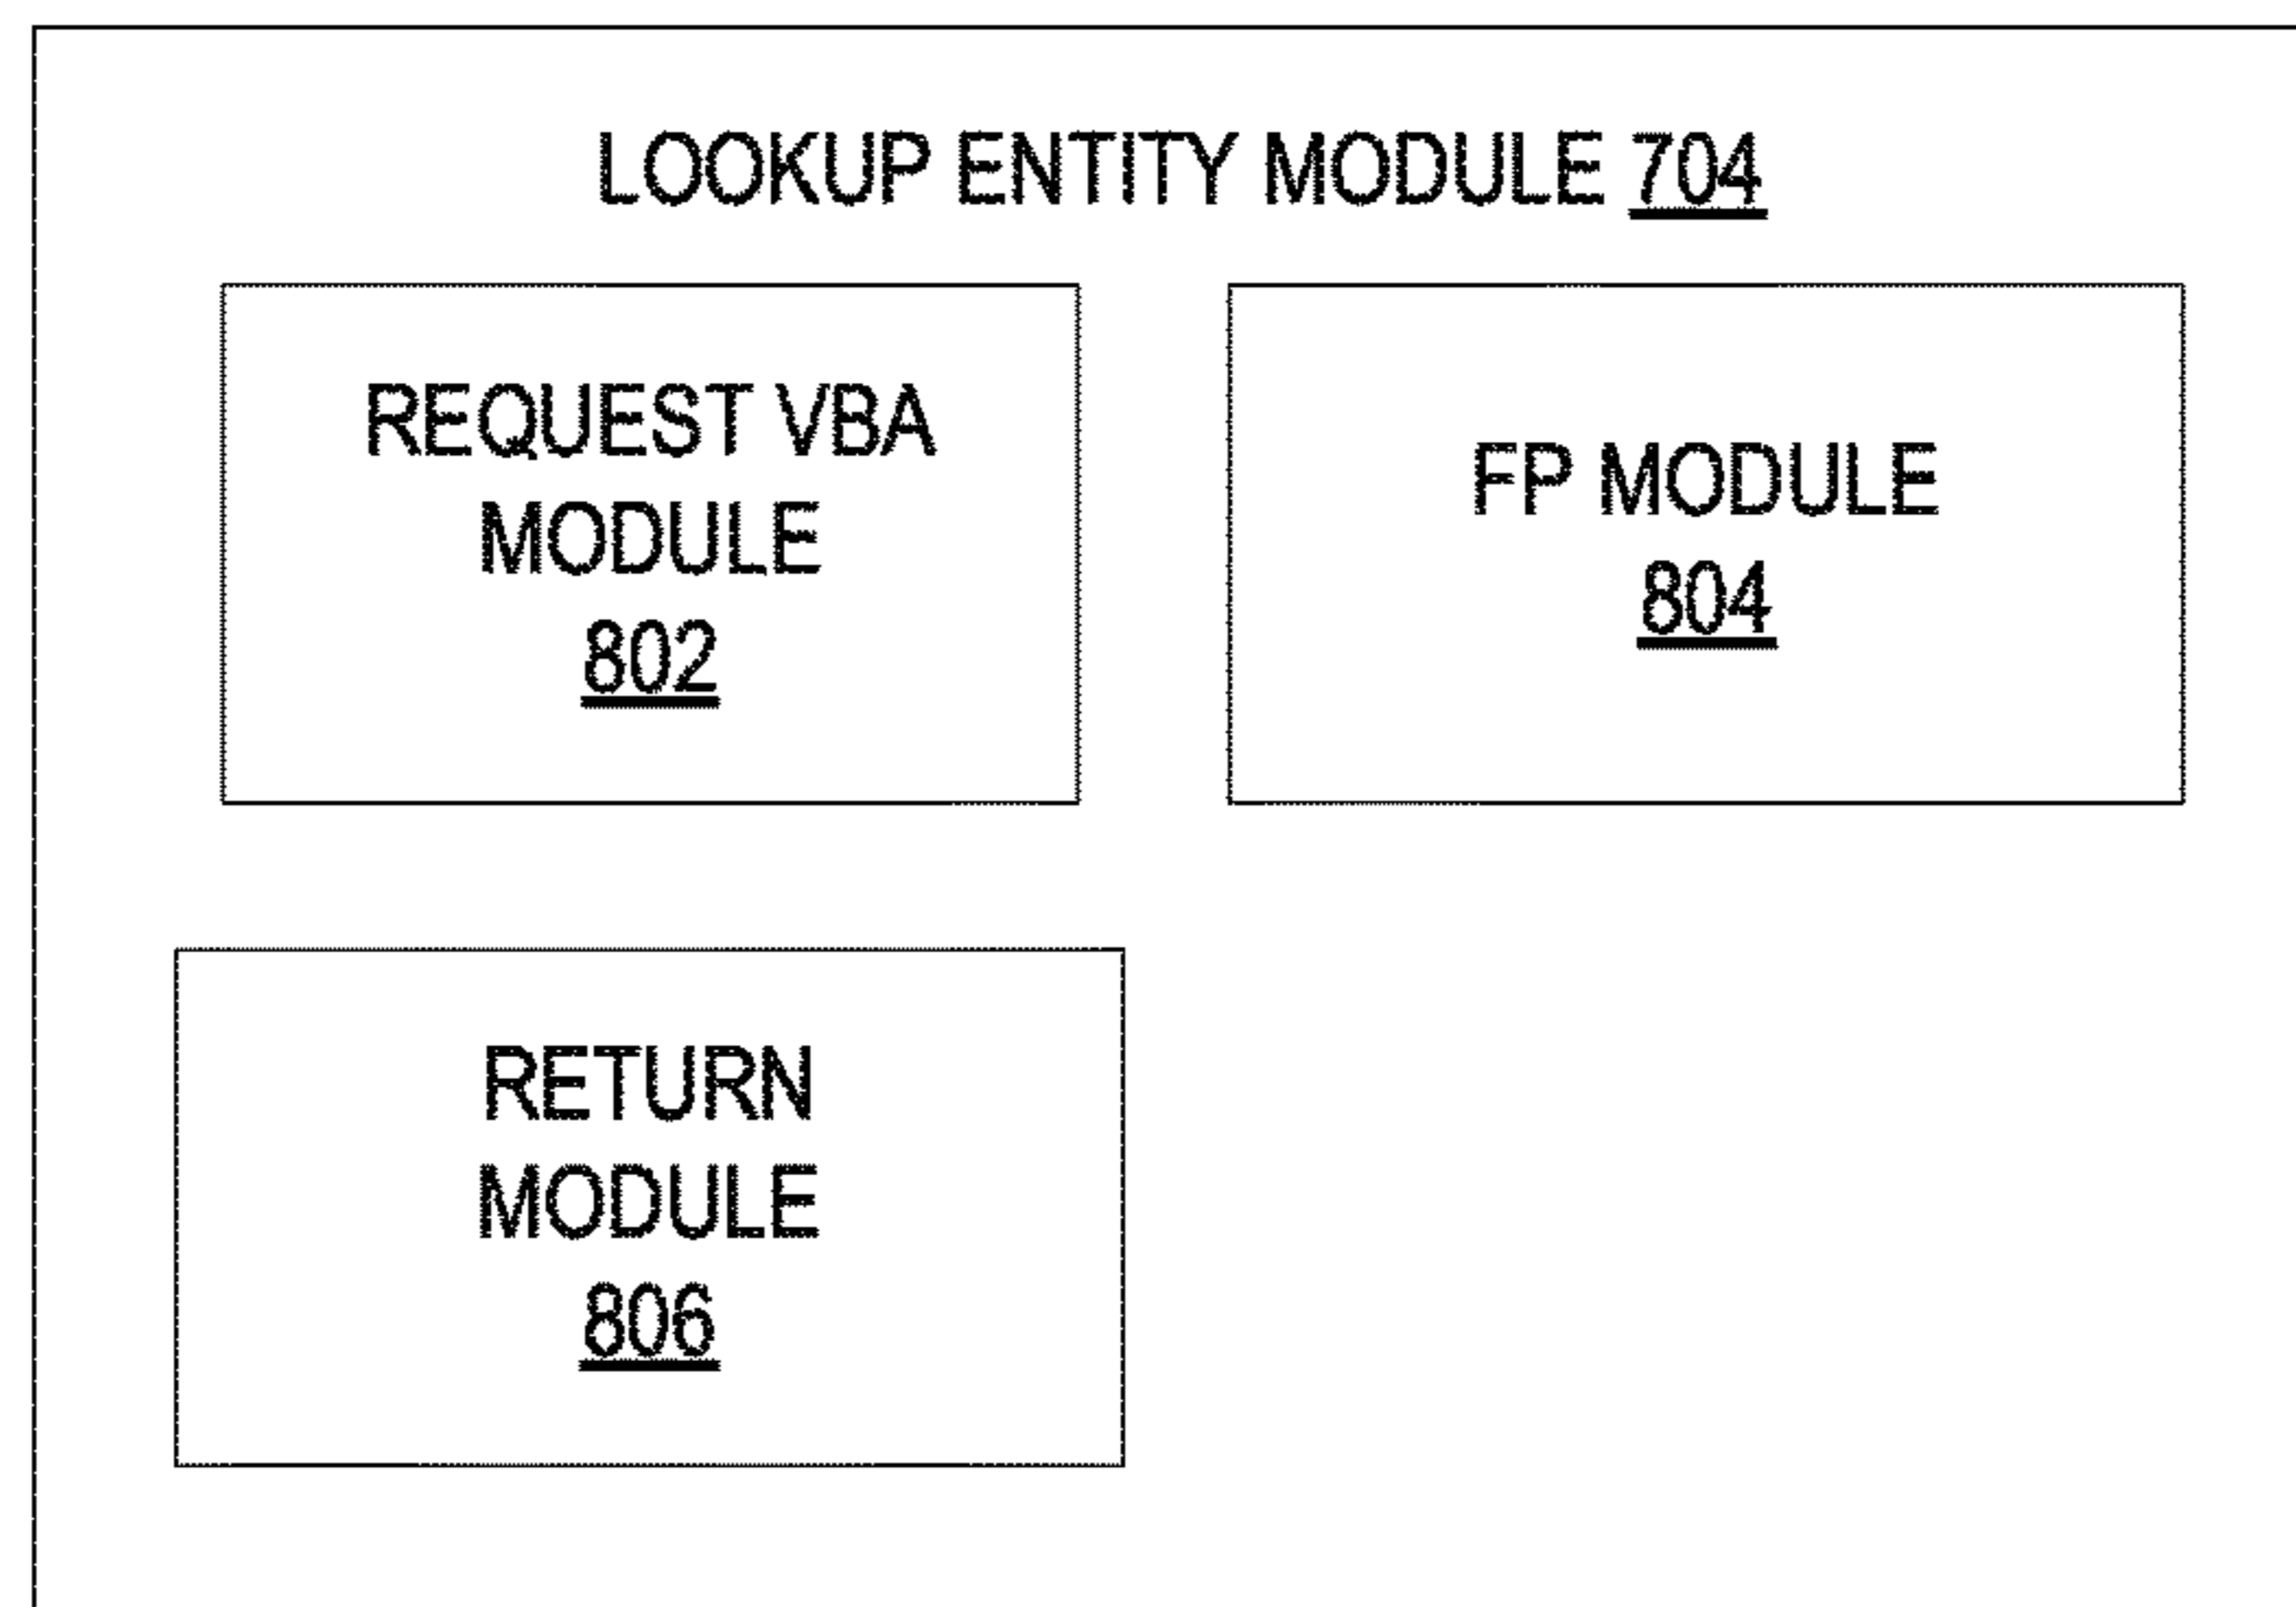 LOOKUP ENTITY MODULE 704
REQUEST VBA
MODULE
802
FP MODULE
804
RETURN
MODULE
806